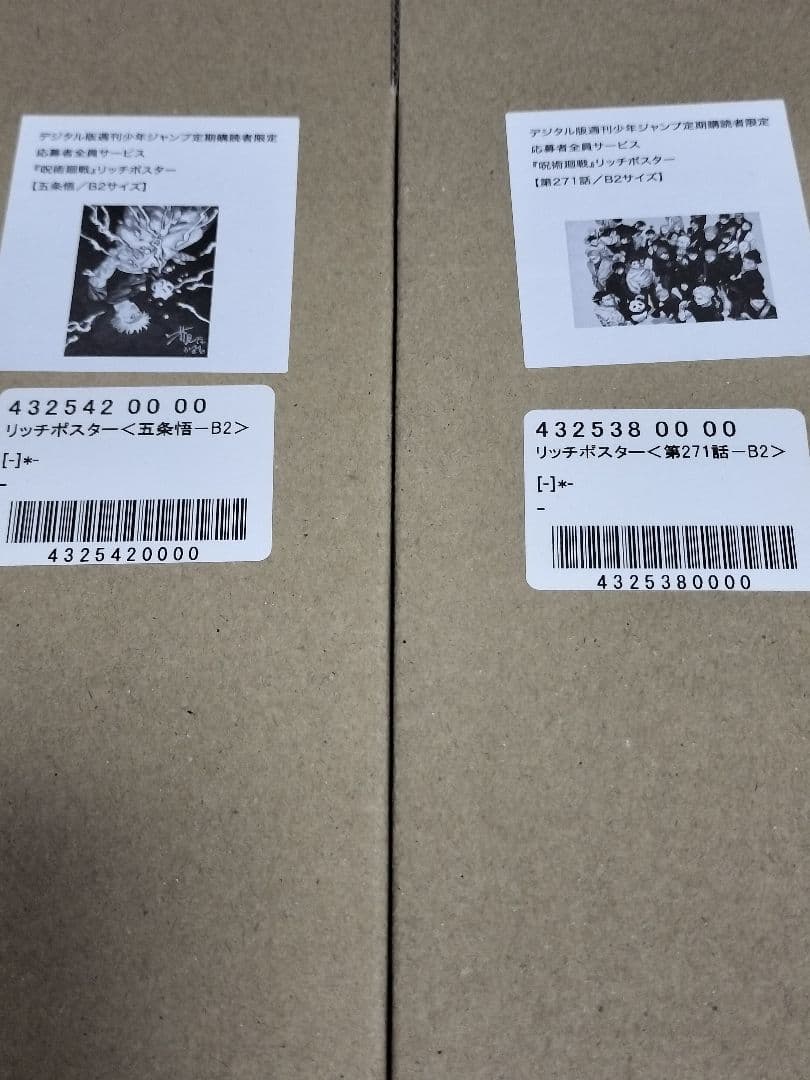 デジタル版週刊少年ジャンプ定期購読者限定
応募者全員サービス
『呪術廻戦』リッチポスター
【五条悟／B2サイズ】
432542 00 00
リッチポスター＜五条悟－B2＞
[-]*-
-
4325420000
デジタル版週刊少年ジャンプ定期購読者限定
応募者全員サービス
『呪術廻戦』リッチポスター
【第271話／B2サイズ】
432538 00 00
リッチポスター＜第271話－B2＞
[-]*-
-
4325380000